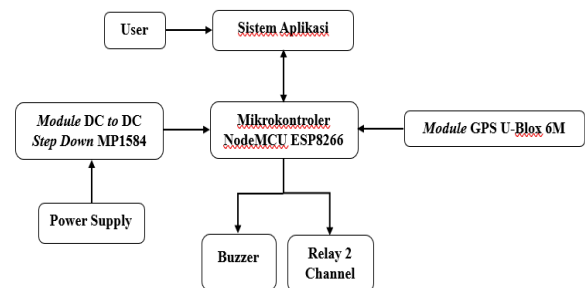 User
Sistem Aplikasi
Module DC to DC
Step Down MP1584
Mikrokontroler
NodeMCU ESP8266
Module GPS U-Blox 6M
Power Supply
Buzzer
Relay 2
Channel